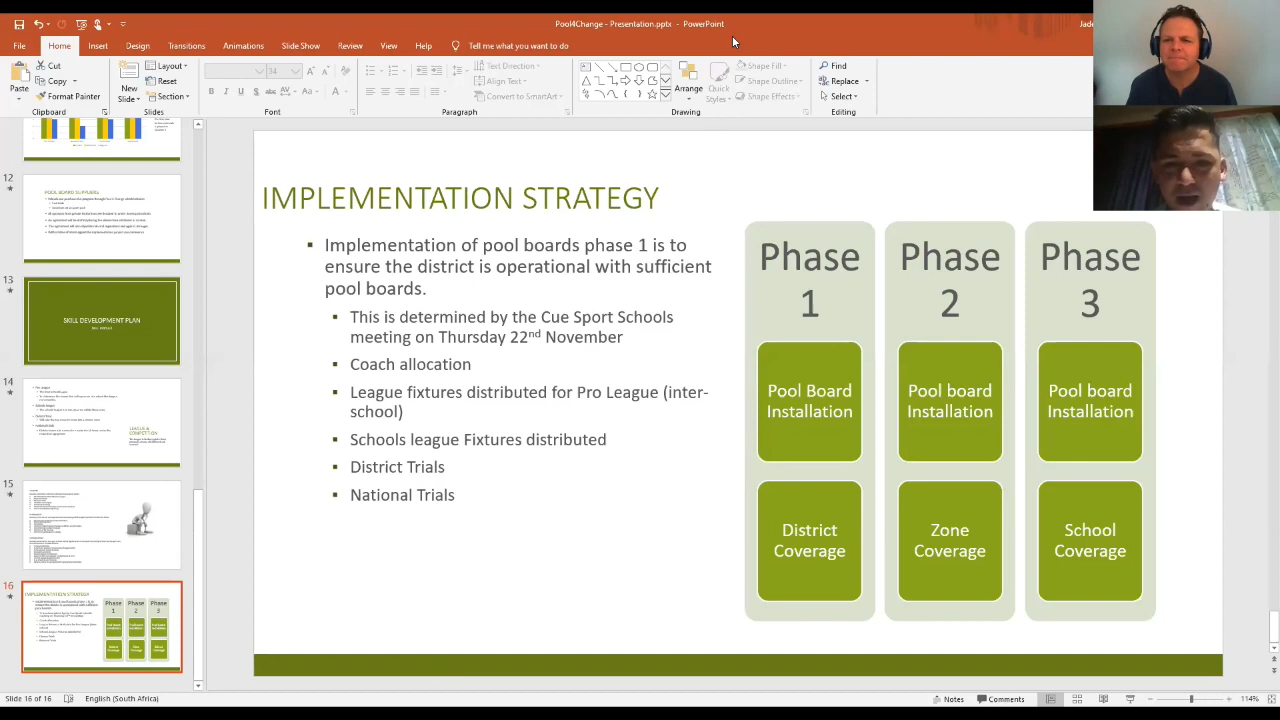 Pool4Change - Presentation.pptx - PowerPoint
Jade
File Home Insert Design Transitions Animations Slide Show Review View Help Tell me what you want to do
Paste
Cut
Copy
Format Painter
Clipboard
New Slide
Layout
Reset
Section
Slides
34
Font
Text Direction
Align Text
Convert to SmartArt
Paragraph
Arrange
Quick Styles
Shape Fill
Shape Outline
Shape Effects
Drawing
Find
Replace
Select
Editing
12
POOL BOARD SUPPLIERS
13
SKILL DEVELOPMENT PLAN
14
LEAGUE &
COMPETITION
15
16
IMPLEMENTATION STRATEGY
IMPLEMENTATION STRATEGY
Implementation of pool boards phase 1 is to
ensure the district is operational with sufficient
pool boards.
This is determined by the Cue Sport Schools
meeting on Thursday 22nd November
Coach allocation
League fixtures distributed for Pro League (inter-
school)
Schools league Fixtures distributed
District Trials
National Trials
Phase
1
Pool Board
Installation
District
Coverage
Phase
2
Pool board
Installation
Zone
Coverage
Phase
3
Pool board
Installation
School
Coverage
Slide 16 of 16 English (South Africa) Notes Comments 114%